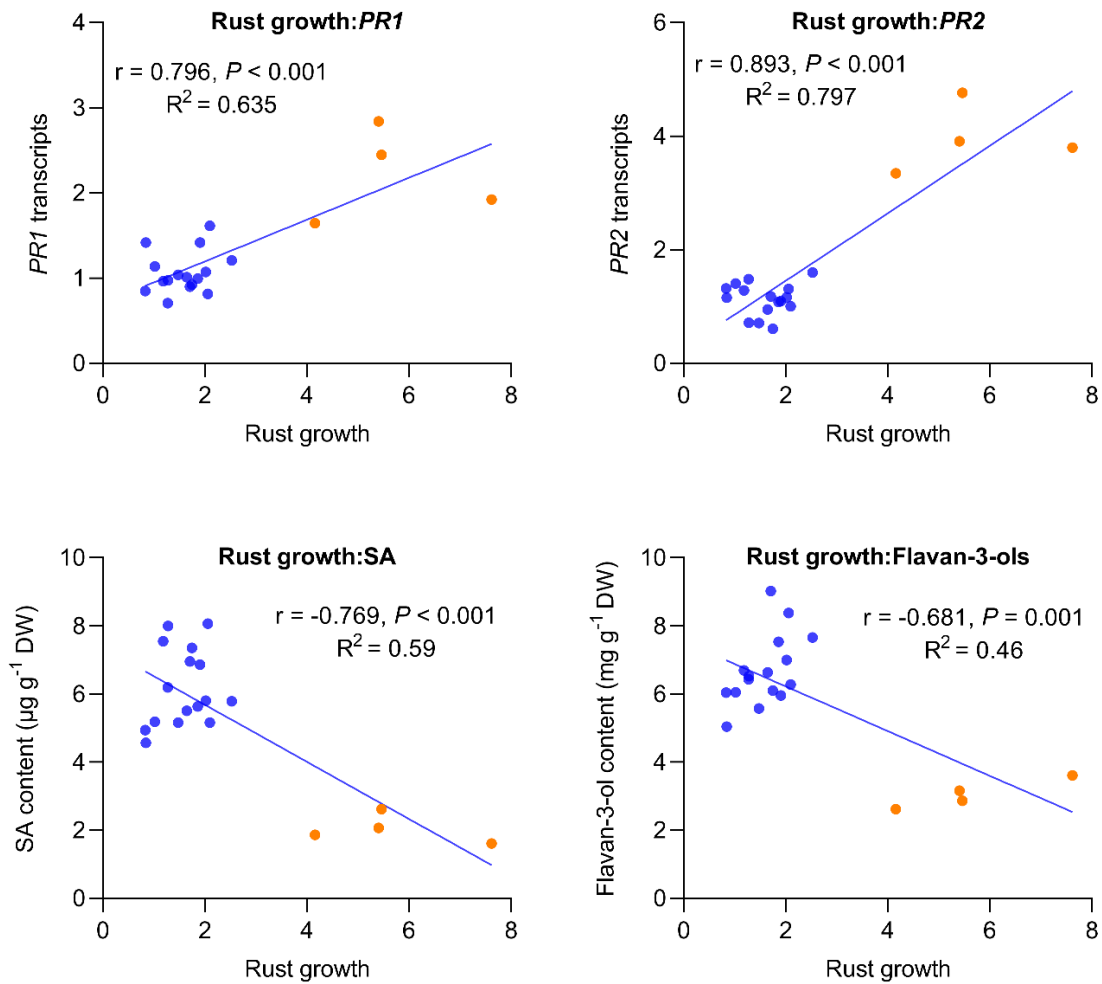 Rust growth:PR1
r = 0.796, P < 0.001
R² = 0.635
PR1 transcripts
4
3
2
1
0
0 2 4 6 8
Rust growth
Rust growth:PR2
r = 0.893, P < 0.001
R² = 0.797
PR2 transcripts
6
4
2
0
0 2 4 6 8
Rust growth
Rust growth:SA
r = -0.769, P < 0.001
R² = 0.59
SA content (µg g⁻¹ DW)
10
8
6
4
2
0
0 2 4 6 8
Rust growth
Rust growth:Flavan-3-ols
r = -0.681, P = 0.001
R² = 0.46
Flavan-3-ol content (mg g⁻¹ DW)
10
8
6
4
2
0
0 2 4 6 8
Rust growth